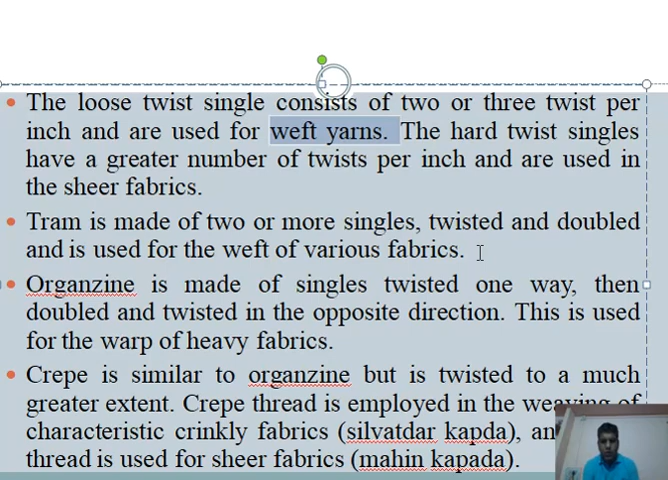 The loose twist single consists of two or three twist per
inch and are used for weft yarns. The hard twist singles
have a greater number of twists per inch and are used in
the sheer fabrics.
Tram is made of two or more singles, twisted and doubled
and is used for the weft of various fabrics.
Organzine is made of singles twisted one way, then
doubled and twisted in the opposite direction. This is used
for the warp of heavy fabrics.
Crepe is similar to organzine but is twisted to a much
greater extent. Crepe thread is employed in the weaving of
characteristic crinkly fabrics (silvatdar kapda), an
thread is used for sheer fabrics (mahin kapada).